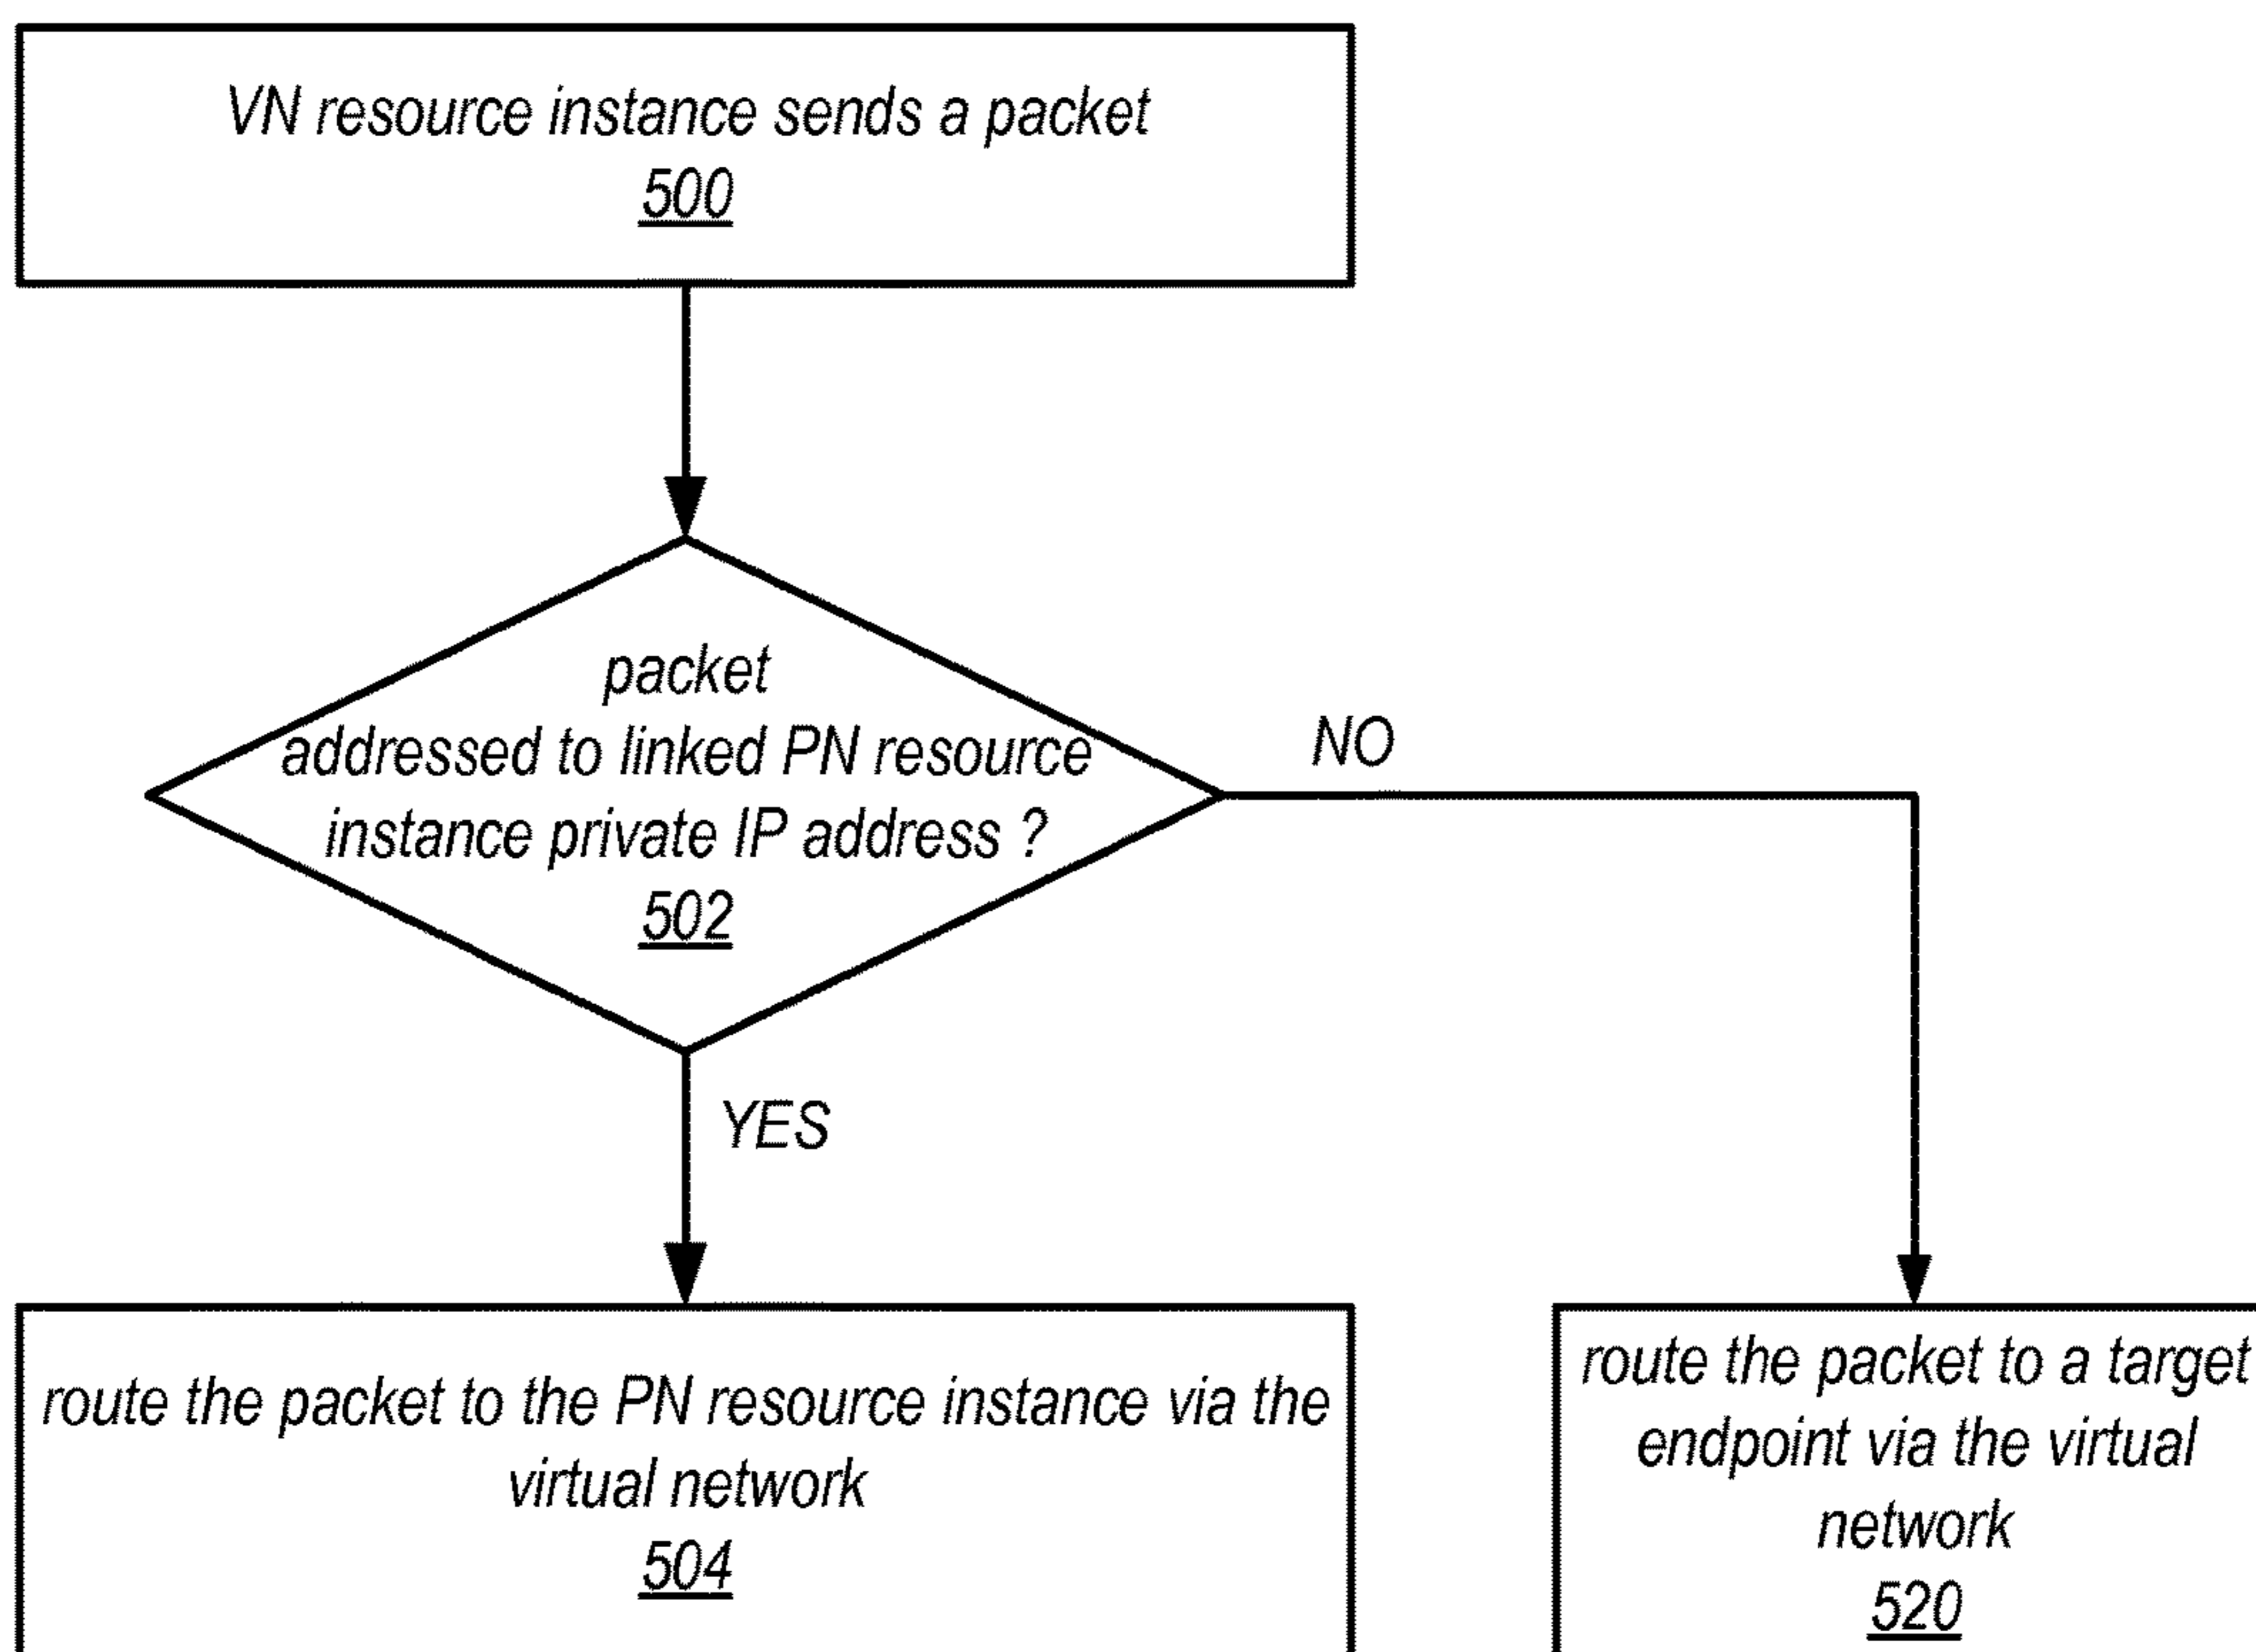 VN resource instance sends a packet
500
packet
addressed to linked PN resource
instance private IP address ?
502
NO
YES
route the packet to the PN resource instance via the
virtual network
504
route the packet to a target
endpoint via the virtual
network
520